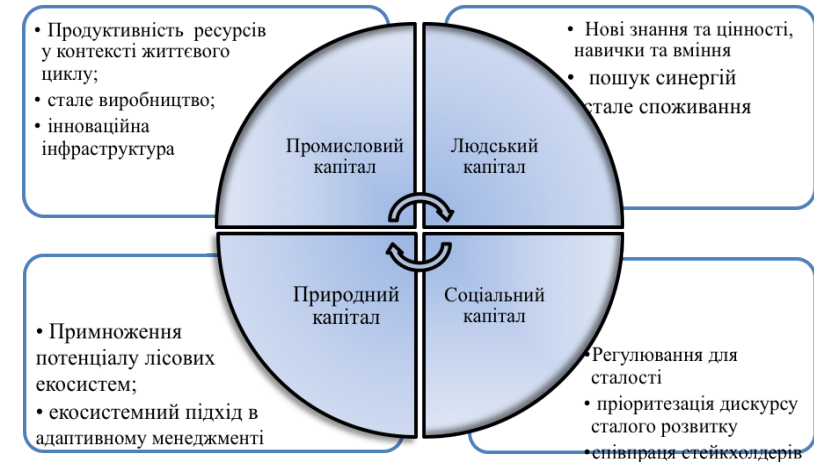 • Продуктивність ресурсів
у контексті життєвого
циклу;
• стале виробництво;
• інноваційна
інфраструктура
• Нові знання та цінності,
навички та вміння
• пошук синергій
стале споживання
Промисловий
капітал
Людський
капітал
Природний
капітал
Соціальний
капітал
• Примноження
потенціалу лісових
екосистем;
• екосистемний підхід в
адаптивному менеджменті
•Регулювання для
сталості
• пріоритезація дискурсу
сталого розвитку
•співпраця стейкхолдерів